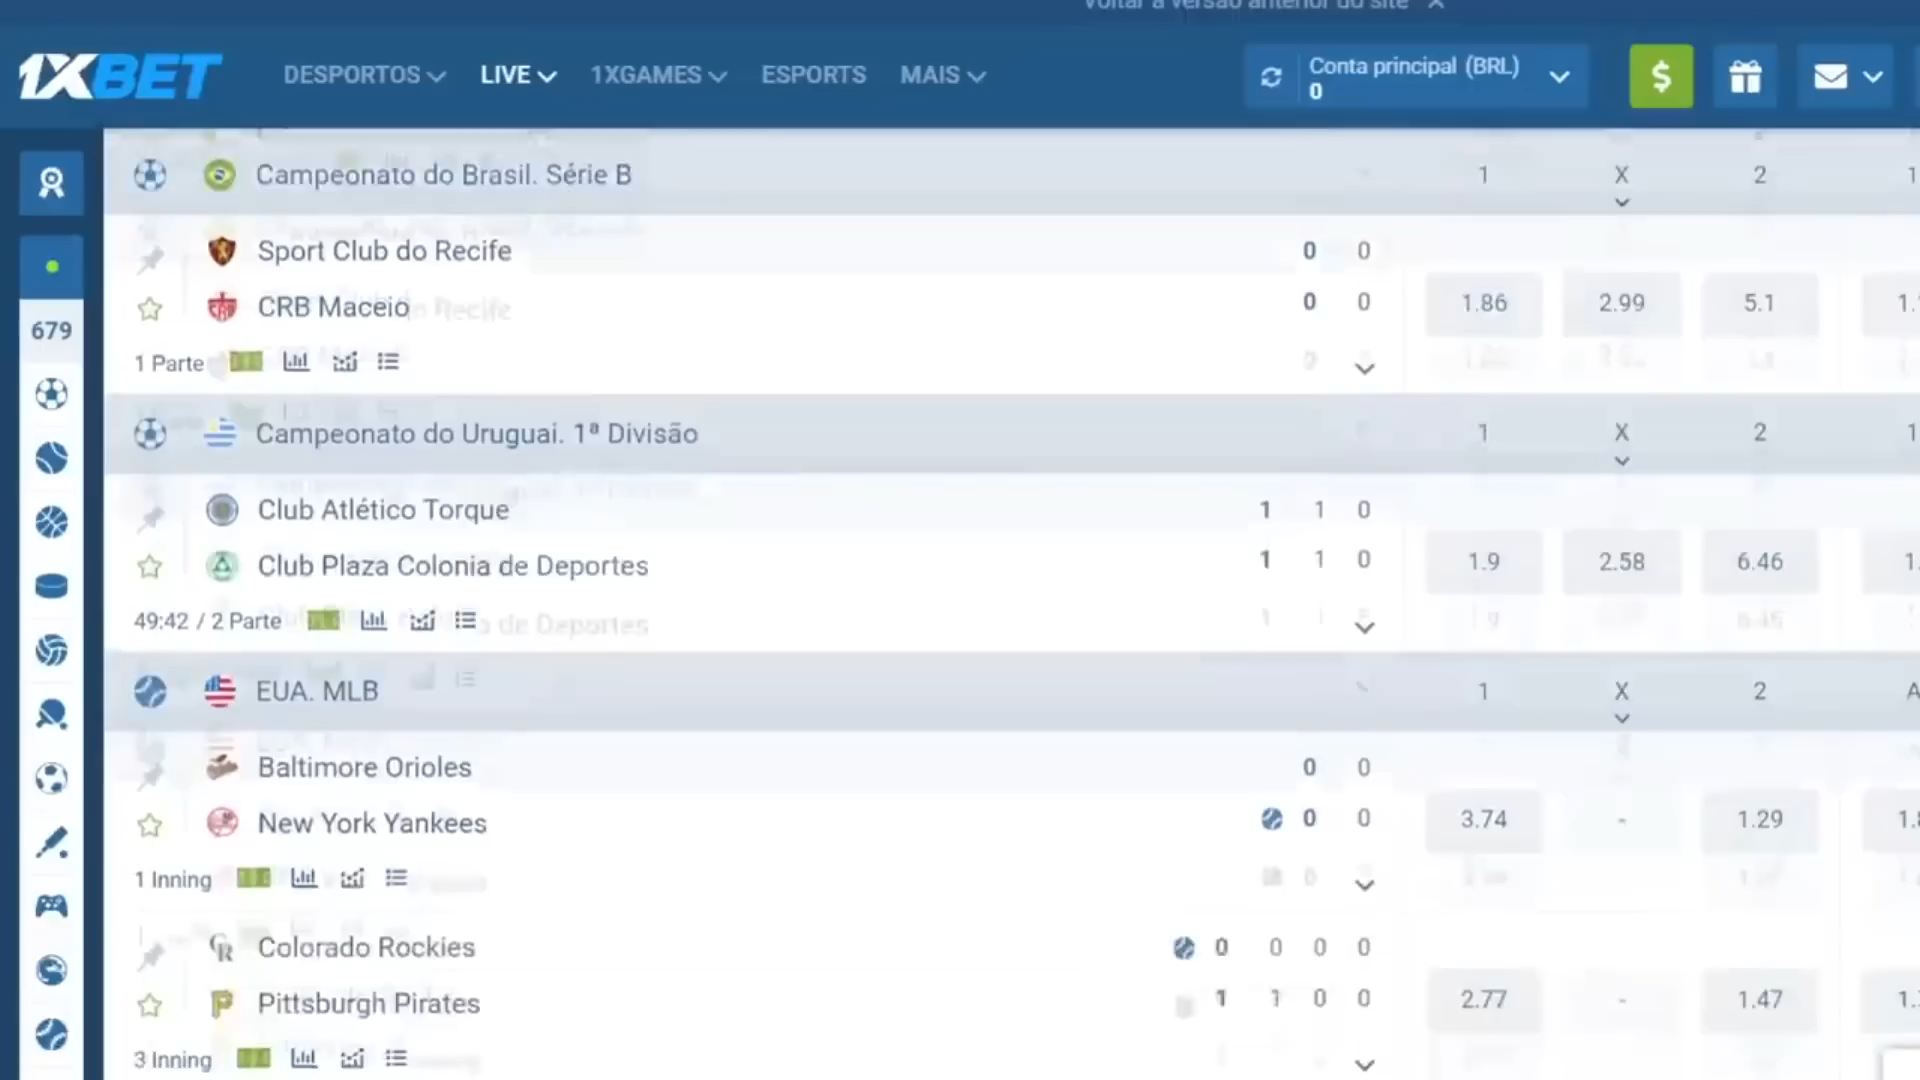 Voltar à versão anterior do site
1XBET
DESPORTOS LIVE 1XGAMES ESPORTS MAIS
Conta principal (BRL)
0
$
Campeonato do Brasil. Série B 1 X 2
Sport Club do Recife 0 0
CRB Maceio 0 0 1.86 2.99 5.1
1 Parte
679
Campeonato do Uruguai. 1ª Divisão 1 X 2
Club Atlético Torque 1 1 0
Club Plaza Colonia de Deportes 1 1 0 1.9 2.58 6.46
49:42 / 2 Parte
EUA. MLB 1 X 2
Baltimore Orioles 0 0
New York Yankees 0 0 3.74 - 1.29
1 Inning
Colorado Rockies 0 0 0 0
Pittsburgh Pirates 1 1 0 0 2.77 - 1.47
3 Inning